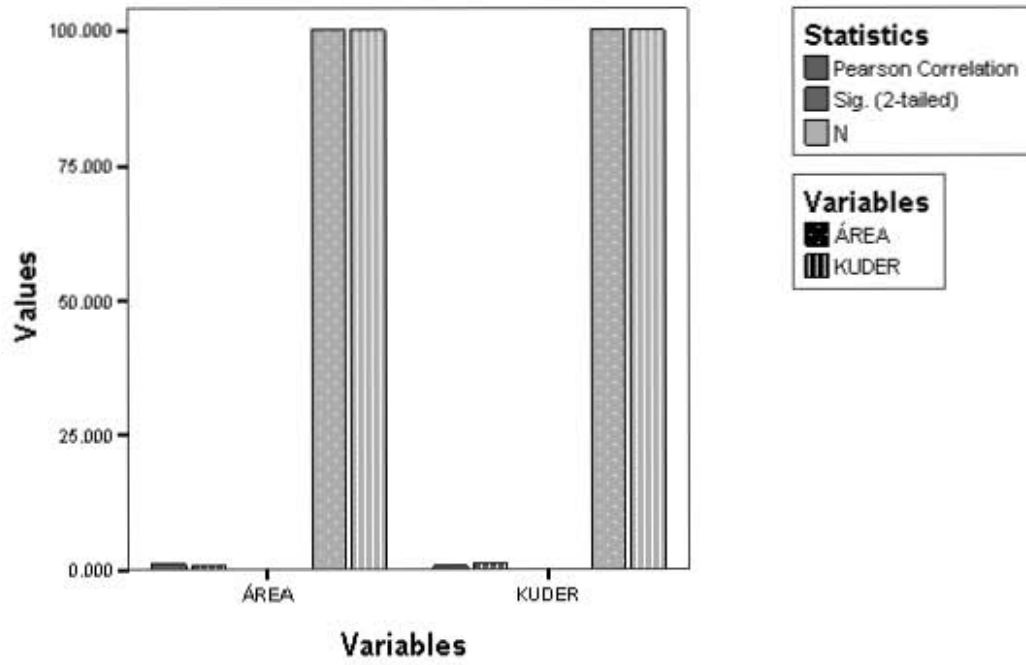 100.000
75.000
50.000
25.000
0.000
Values
ÁREA
KUDER
Variables
Statistics
Pearson Correlation
Sig. (2-tailed)
N
Variables
ÁREA
KUDER